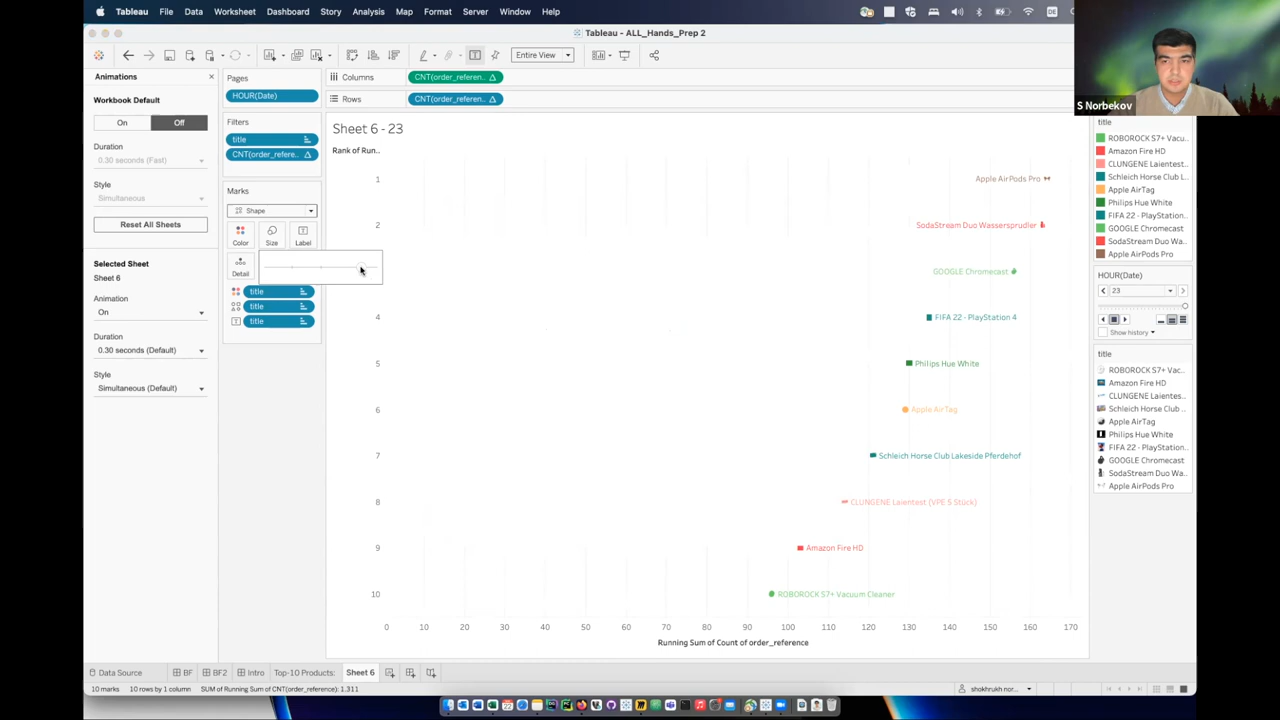 Tableau File Data Worksheet Dashboard Story Analysis Map Format Server Window Help
DE
S Norbekov
Tableau - ALL_Hands_Prep 2
Entire View
Animations
Workbook Default
On Off
Duration
0.30 seconds (Fast)
Style
Simultaneous
Reset All Sheets
Selected Sheet
Sheet 6
Animation
On
Duration
0.30 seconds (Default)
Style
Simultaneous (Default)
Pages
HOUR(Date)
Filters
title
CNT(order_refere..
Marks
Shape
Color Size Label
Detail
title
title
title
Columns CNT(order_referen..
Rows CNT(order_referen..
Sheet 6 - 23
Rank of Run..
1 Apple AirPods Pro
2 SodaStream Duo Wassersprudler
GOOGLE Chromecast
4 FIFA 22 - PlayStation 4
5 Philips Hue White
6 Apple AirTag
7 Schleich Horse Club Lakeside Pferdehof
8 CLUNGENE Laientest (VPE 5 Stück)
9 Amazon Fire HD
10 ROBOROCK S7+ Vacuum Cleaner
0 10 20 30 40 50 60 70 80 90 100 110 120 130 140 150 160 170
Running Sum of Count of order_reference
title
ROBOROCK S7+ Vacu..
Amazon Fire HD
CLUNGENE Laientest..
Schleich Horse Club L..
Apple AirTag
Philips Hue White
FIFA 22 - PlayStation..
GOOGLE Chromecast
SodaStream Duo Wa..
Apple AirPods Pro
HOUR(Date)
23
Show history
title
ROBOROCK S7+ Vac..
Amazon Fire HD
CLUNGENE Laientes..
Schleich Horse Club ..
Apple AirTag
Philips Hue White
FIFA 22 - PlayStation..
GOOGLE Chromecast
SodaStream Duo Wa..
Apple AirPods Pro
Data Source BF BF2 Intro Top-10 Products: Sheet 6
10 marks 10 rows by 1 column SUM of Running Sum of CNT(order_reference): 1.311
shokhrukh nor...